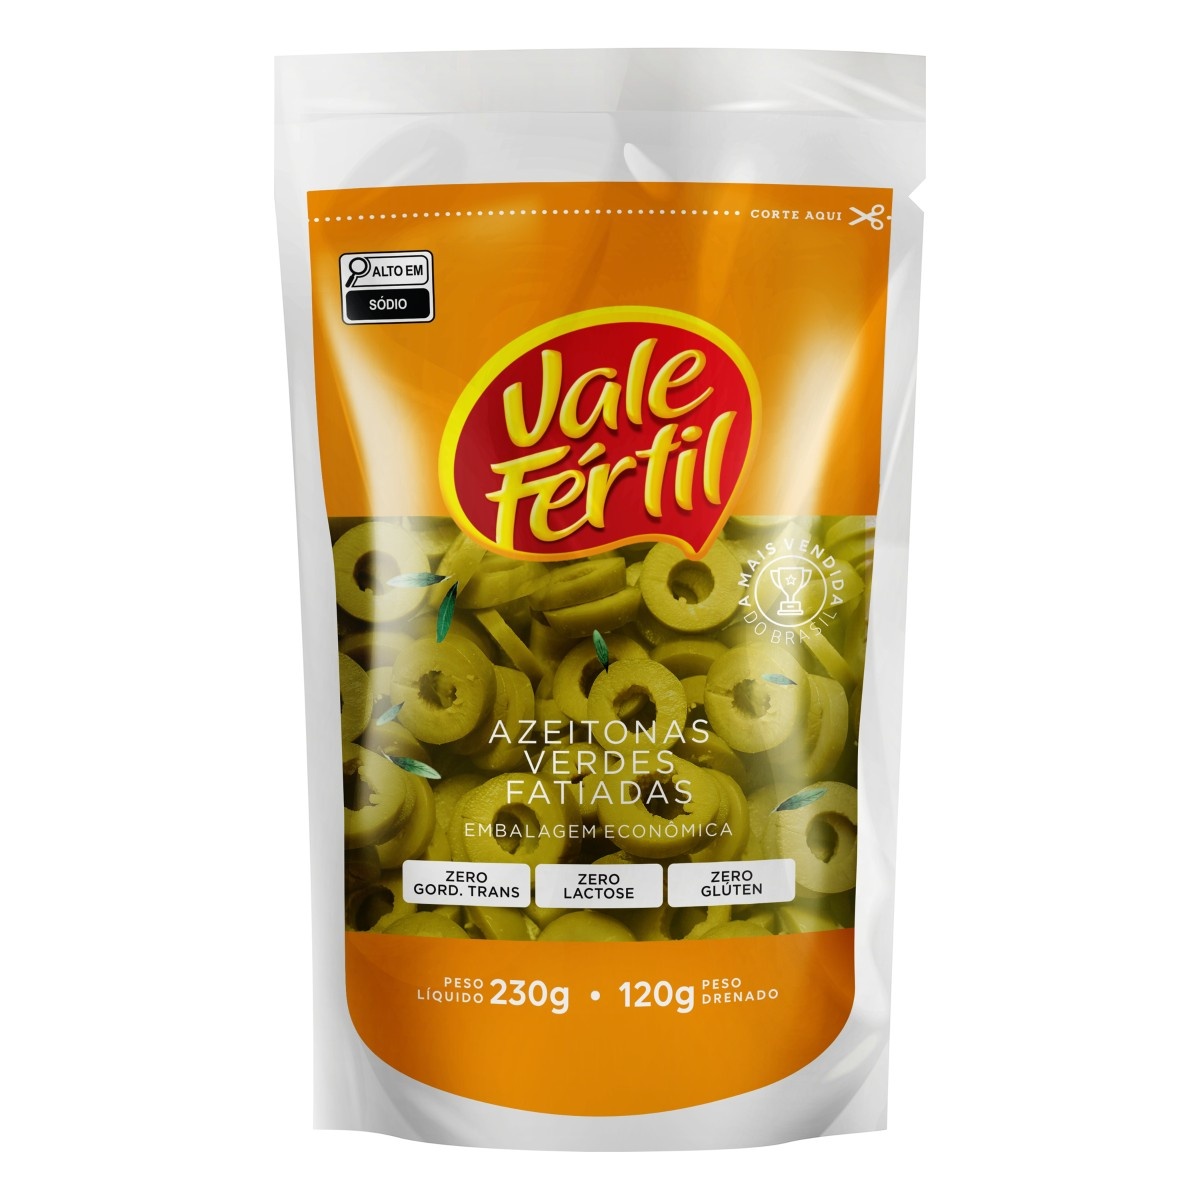 CORTE AQUI
ALTO EM
SÓDIO
Vale
Fértil
A MAIS VENDIDA
DO BRASIL
AZEITONAS
VERDES
FATIADAS
EMBALAGEM ECONÔMICA
ZERO
GORD. TRANS
ZERO
LACTOSE
ZERO
GLÚTEN
PESO
LÍQUIDO 230g • 120g PESO
DRENADO